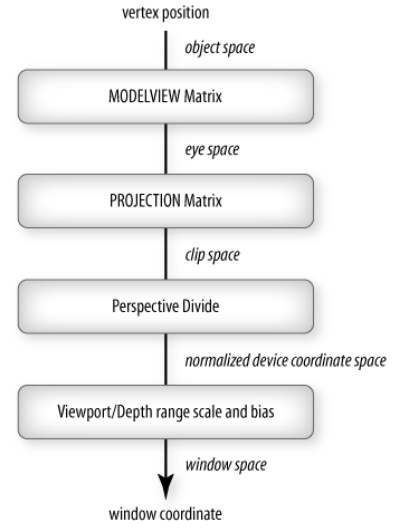 vertex position
object space
MODELVIEW Matrix
eye space
PROJECTION Matrix
clip space
Perspective Divide
normalized device coordinate space
Viewport/Depth range scale and bias
window space
window coordinate